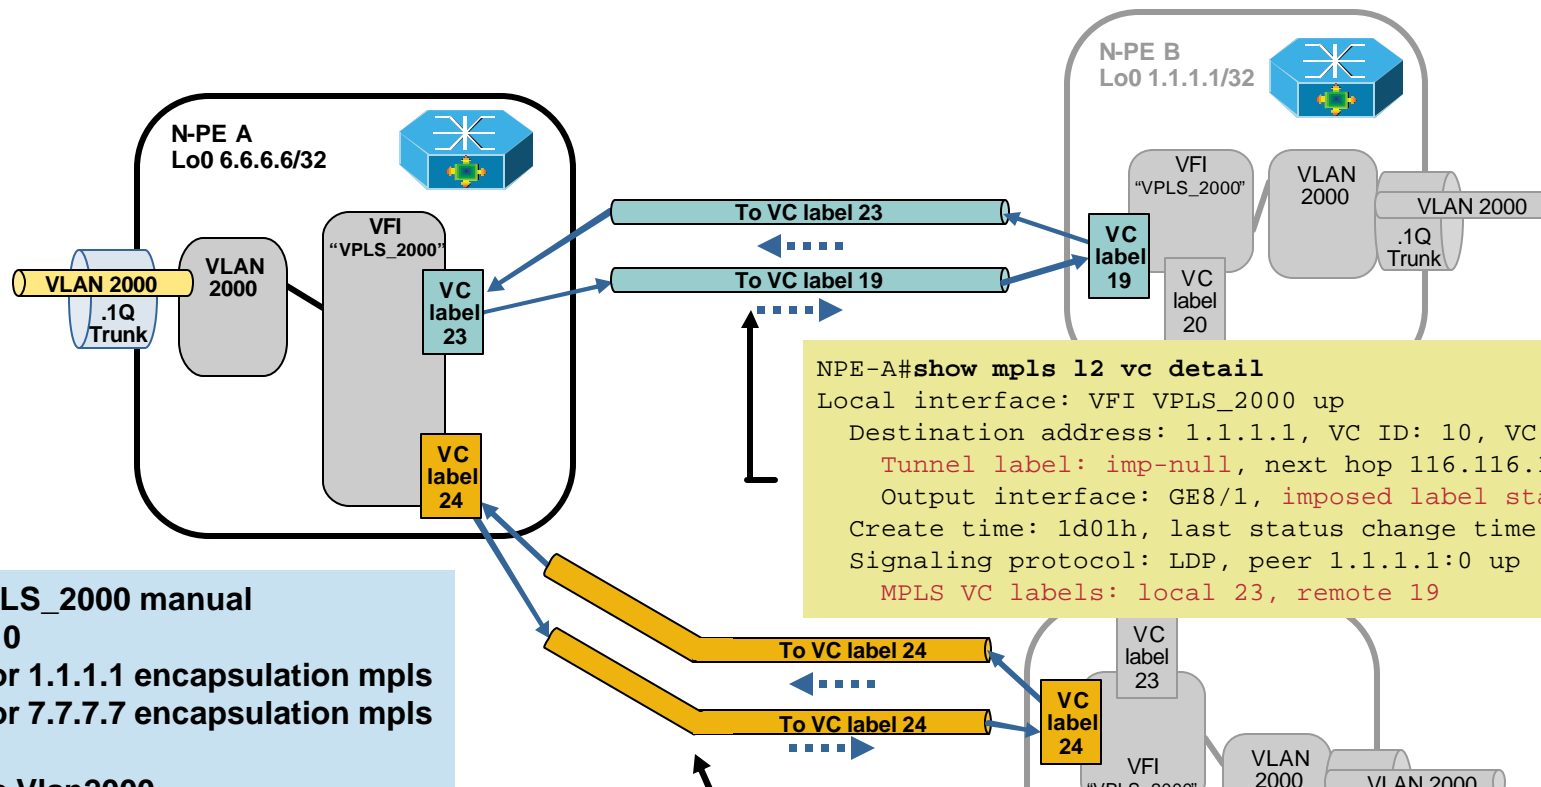 N-PE B
Lo0 1.1.1.1/32
N-PE A
Lo0 6.6.6.6/32
VFI
“VPLS_2000”
VLAN
2000
VLAN 2000
.1Q
Trunk
VC
label
19
VC
label
20
To VC label 23
To VC label 19
VFI
“VPLS_2000”
VLAN
2000
VLAN 2000
.1Q
Trunk
VC
label
23
VC
label
24
NPE-A#show mpls l2 vc detail
Local interface: VFI VPLS_2000 up
Destination address: 1.1.1.1, VC ID: 10, VC
Tunnel label: imp-null, next hop 116.116.
Output interface: GE8/1, imposed label
Create time: 1d01h, last status change time
Signaling protocol: LDP, peer 1.1.1.1:0 up
MPLS VC labels: local 23, remote 19
LS_2000 manual
0
or 1.1.1.1 encapsulation mpls
or 7.7.7.7 encapsulation mpls
Vlan2000
To VC label 24
To VC label 24
VC
label
23
VC
label
24
VFI
“VPLS_2000”
VLAN
2000
VLAN 2000